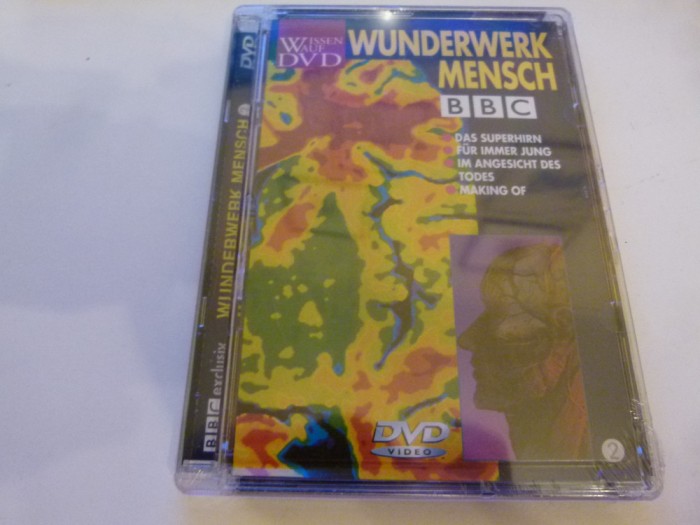 WISSEN
AUF
DVD
WUNDERWERK
MENSCH
BBC
DAS SUPERHIRN
FÜR IMMER JUNG
IM ANGESICHT DES
TODES
MAKING OF
DVD
VIDEO
2
DVD
WUNDERWERK MENSCH 2
BBC exclusiv